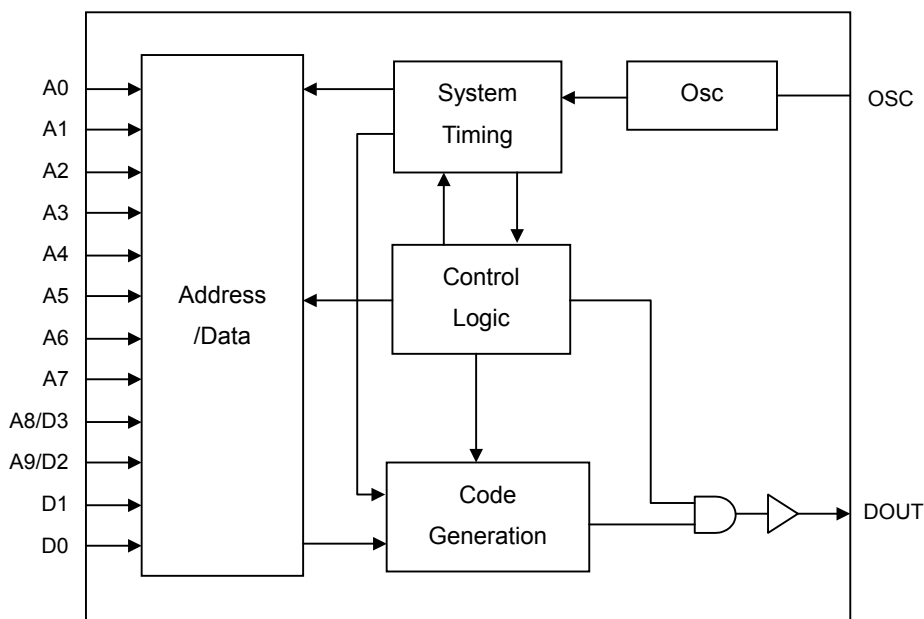 A0
A1
A2
A3
A4
A5
A6
A7
A8/D3
A9/D2
D1
D0
Address
/Data
System
Timing
Osc
OSC
Control
Logic
Code
Generation
DOUT